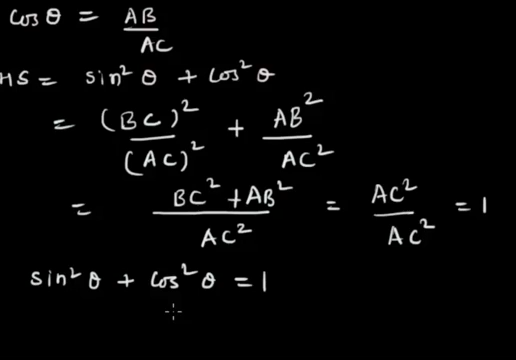 cos θ = AB/AC
HS = sin² θ + cos² θ
= (BC)²/(AC)² + AB²/AC²
= BC² + AB²/AC² = AC²/AC² = 1
sin² θ + cos² θ = 1